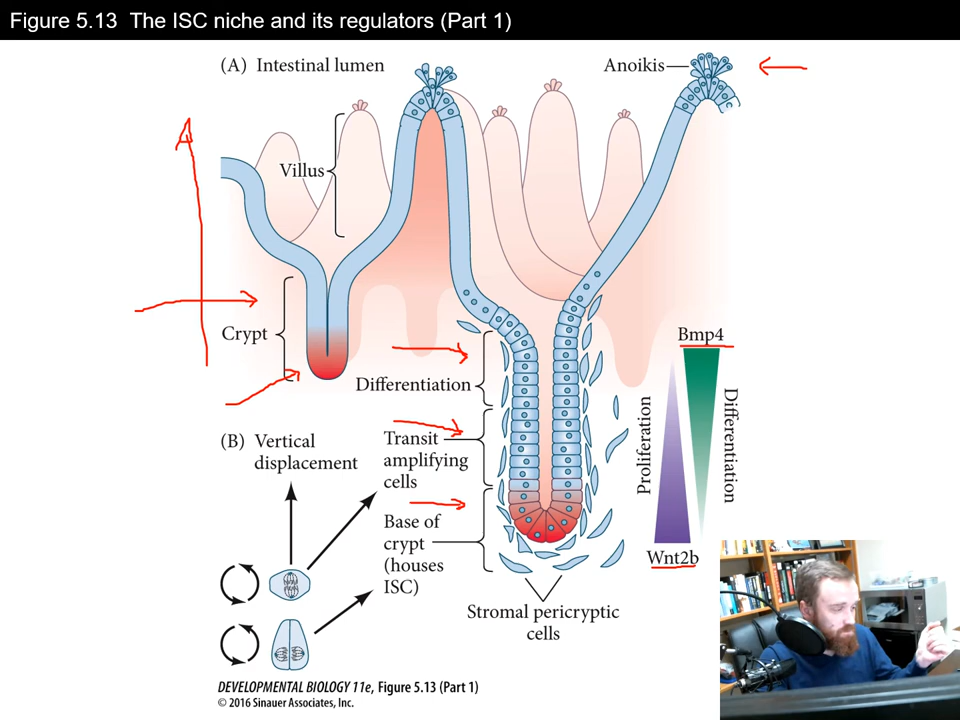 Figure 5.13 The ISC niche and its regulators (Part 1)
(A) Intestinal lumen
Anoikis
Villus
Crypt
Bmp4
Differentiation
Proliferation
Differentiation
(B) Vertical
displacement
Transit
amplifying
cells
Base of
crypt
(houses
ISC)
Wnt2b
Stromal pericryptic
cells
DEVELOPMENTAL BIOLOGY 11e, Figure 5.13 (Part 1)
© 2016 Sinauer Associates, Inc.